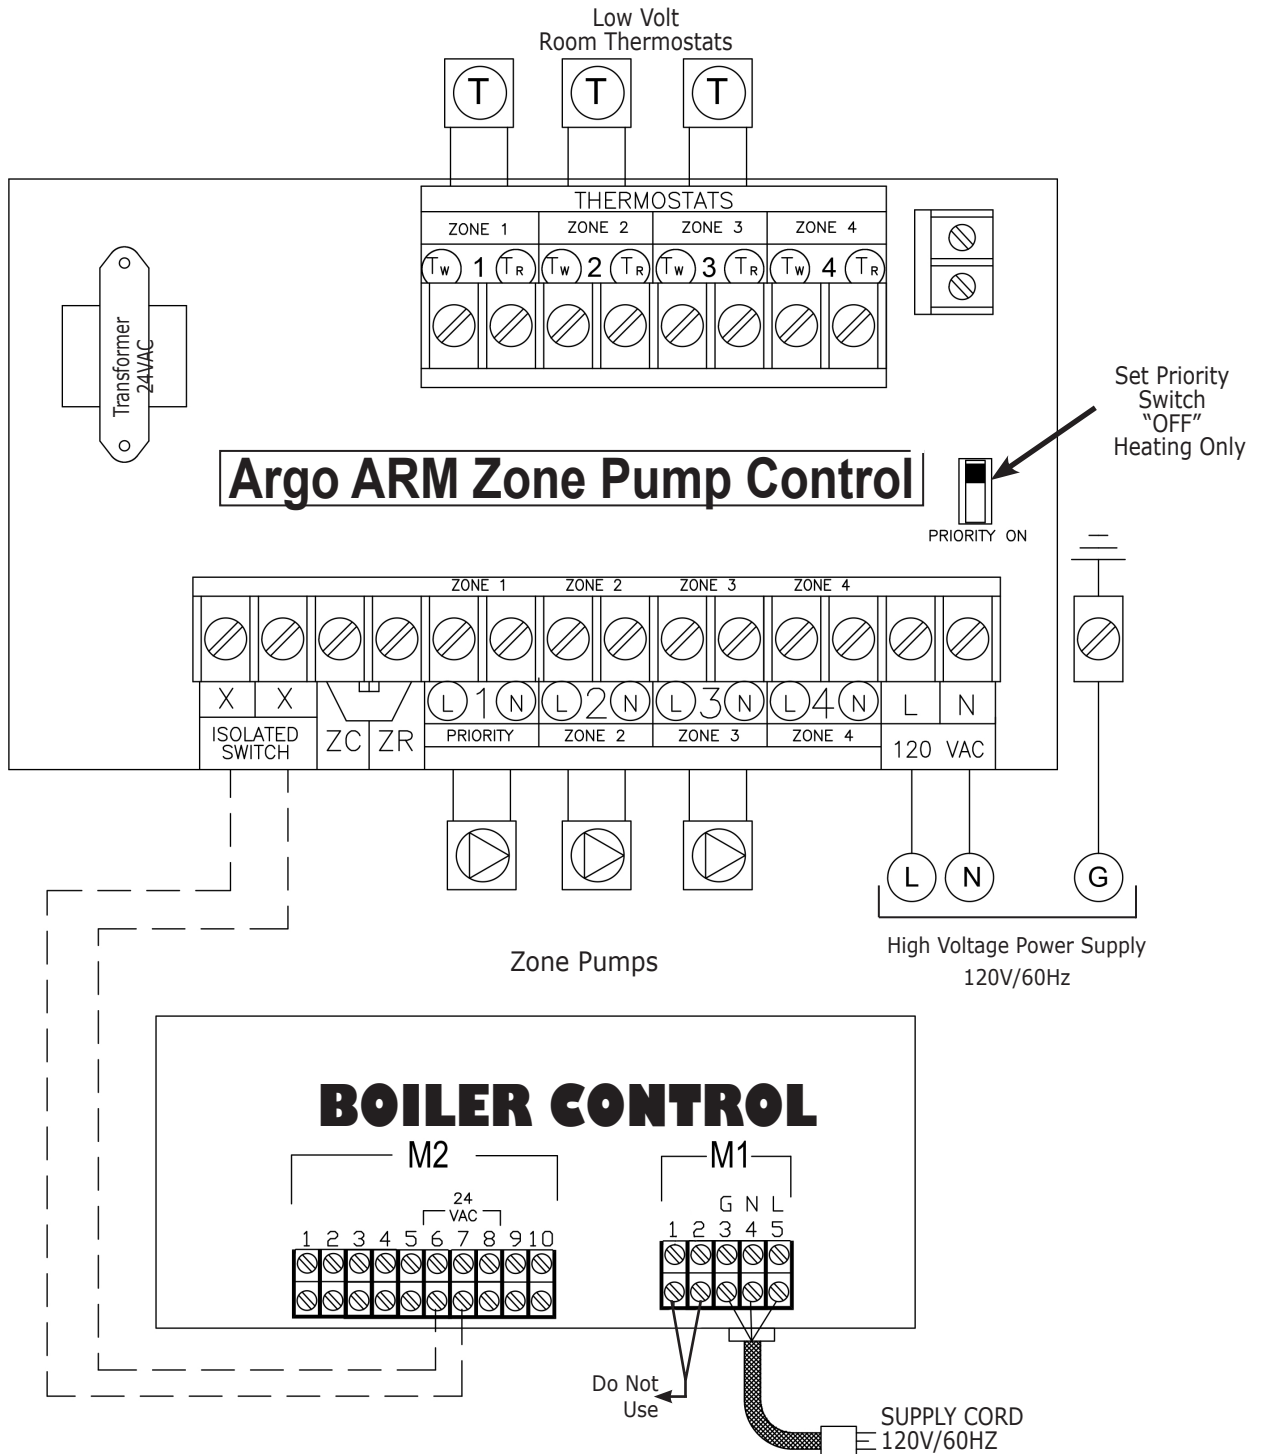 Low Volt
Room Thermostats
T T T
THERMOSTATS
ZONE 1 ZONE 2 ZONE 3 ZONE 4
TW 1 TR TW 2 TR TW 3 TR TW 4 TR
Transformer
24VAC
Set Priority
Switch
“OFF”
Heating Only
Argo ARM Zone Pump Control
PRIORITY ON
ZONE 1 ZONE 2 ZONE 3 ZONE 4
X X
ISOLATED
SWITCH
ZC ZR
L 1 N L 2 N L 3 N L 4 N
PRIORITY ZONE 2 ZONE 3 ZONE 4
L N
120 VAC
L N G
High Voltage Power Supply
120V/60Hz
Zone Pumps
BOILER CONTROL
M2 M1
24
VAC
G N L
1 2 3 4 5 6 7 8 9 10
1 2 3 4 5
Do Not
Use
SUPPLY CORD
120V/60HZ